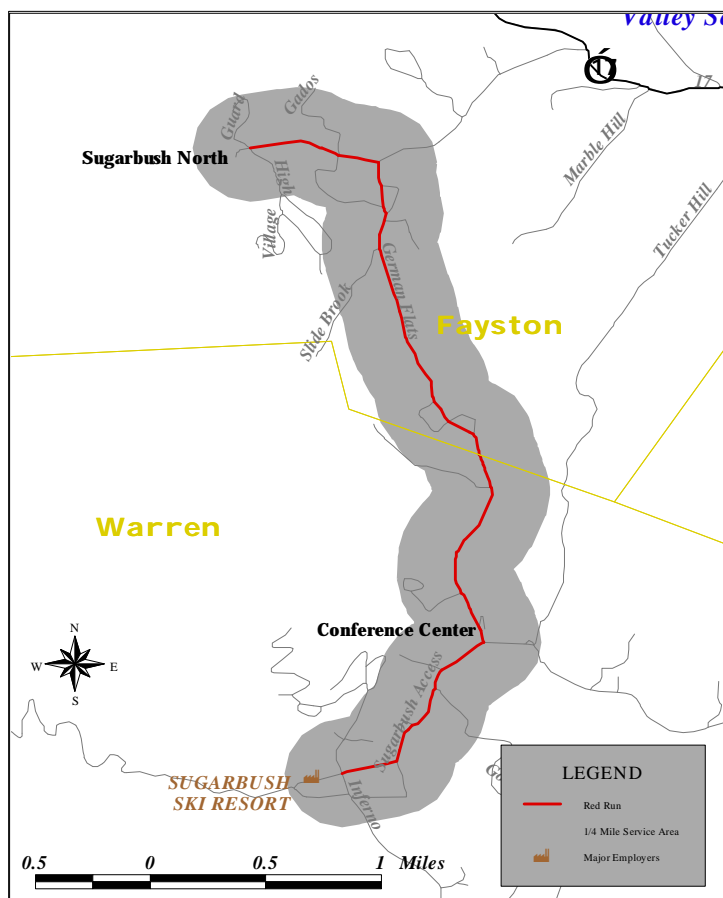 17
17
Gados
Guard
Marble Hill
Sugarbush North
High
Village
Tucker Hill
German Flats
Slide Brook
Fayston
Warren
N
W
E
S
Conference Center
Sugarbush Access
SUGARBUSH
SKI RESORT
Inferno
LEGEND
Red Run
1/4 Mile Service Area
Major Employers
0.5
0
0.5
1
Miles